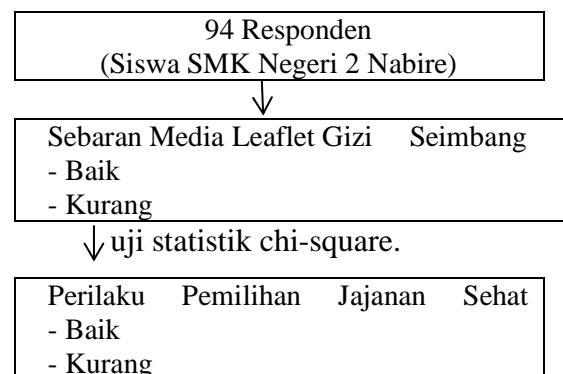 94 Responden
(Siswa SMK Negeri 2 Nabire)
Sebaran Media Leaflet Gizi Seimbang
- Baik
- Kurang
uji statistik chi-square.
Perilaku Pemilihan Jajanan Sehat
- Baik
- Kurang